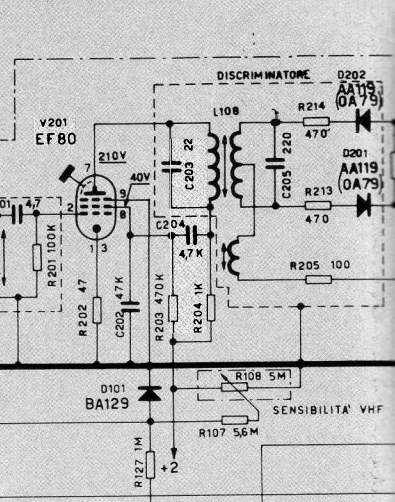 DISCRIMINATORE
D202
AA119
(OA79)
V201
EF80
L108
R214
470
7
210V
C203
22
C205
220
D201
AA119
(OA79)
40V
R213
470
01
4,7
2
9
8
C204
4,7K
R201 100K
1
3
R205 100
R202 47
C202 47K
R203 470K
R204 1K
D101
BA129
R108 5M
SENSIBILITA' VHF
R107 5,6M
R127 1M
+2